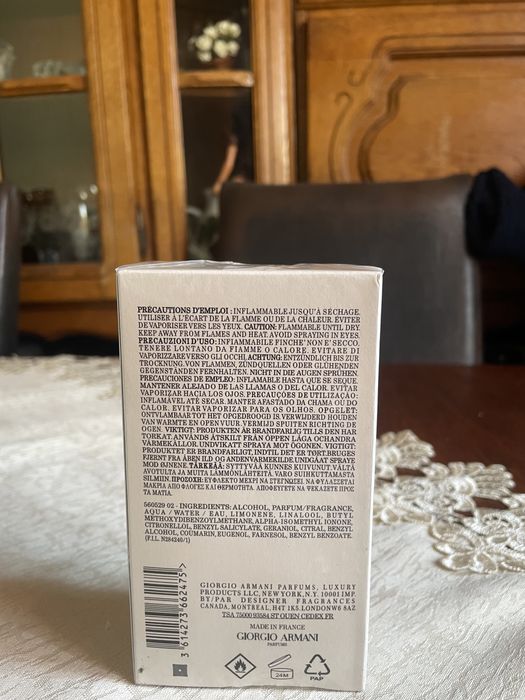 PRÉCAUTIONS D'EMPLOI : INFLAMMABLE JUSQU'À SÉCHAGE.
UTILISER À L'ÉCART DE LA FLAMME OU DE LA CHALEUR. ÉVITER
DE VAPORISER VERS LES YEUX. CAUTION: FLAMMABLE UNTIL DRY.
KEEP AWAY FROM FLAMES AND HEAT. AVOID SPRAYING IN EYES.
PRECAUZIONI D'USO: INFIAMMABILE FINCHE' NON E' SECCO.
TENERE LONTANO DA FIAMME O CALORE. EVITARE DI
VAPORIZZARE VERSO GLI OCCHI. ACHTUNG: ENTZÜNDLICH BIS ZUR
TROCKNUNG. VON FLAMMEN, ZÜNDQUELLEN ODER GLÜHENDEN
GEGENSTÄNDEN FERNHALTEN. NICHT IN DIE AUGEN SPRÜHEN.
PRECAUCIONES DE EMPLEO: INFLAMABLE HASTA QUE SE SEQUE.
MANTENER ALEJADO DE LAS LLAMAS O DEL CALOR. EVITAR
VAPORIZAR HACIA LOS OJOS. PRECAUÇÕES DE UTILIZAÇÃO:
INFLAMÁVEL ATÉ SECAR. MANTER AFASTADO DA CHAMA OU DO
CALOR. EVITAR VAPORIZAR PARA OS OLHOS. OPGELET:
ONTVLAMBAAR TOT HET OPGEDROOGD IS. VERWIJDERD HOUDEN
VAN WARMTE EN OPEN VUUR. VERMIJD SPUITEN RICHTING DE
OGEN. VIKTIGT: PRODUKTEN ÄR BRANDFARLIG TILLS DEN HAR
TORKAT. ANVÄNDS ÅTSKILT FRÅN ÖPPEN LÅGA OCH ANDRA
VÄRMEKÄLLOR. UNDVIK ATT SPRAYA MOT ÖGONEN. VIGTIGT:
PRODUKTET ER BRANDFARLIGT, INDTIL DET ER TØRT. BRUGES
FJERNT FRA ÅBEN ILD OG ANDEN VARMEKILDE. UNDGÅ AT SPRAYE
MOD ØJNENE. TÄRKEÄÄ: SYTTYVÄÄ KUNNES KUIVUNUT. VÄLTÄ
AVOTULTA JA MUITA LÄMMÖNLÄHTEITÄ. VARO SUIHKUTTAMASTA
SILMIIN. ΠΡΟΣΟΧΗ: ΕΥΦΛΕΚΤΟ ΜΕΧΡΙ ΝΑ ΣΤΕΓΝΩΣΕΙ. ΝΑ ΦΥΛΑΣΣΕΤΑΙ
ΜΑΚΡΙΑ ΑΠΟ ΦΛΟΓΕΣ ΚΑΙ ΘΕΡΜΟΤΗΤΑ. ΑΠΟΦΕΥΓΕΤΕ ΝΑ ΨΕΚΑΖΕΤΕ ΠΡΟΣ
ΤΑ ΜΑΤΙΑ.
560529 02 - INGREDIENTS: ALCOHOL, PARFUM/FRAGRANCE,
AQUA / WATER / EAU, LIMONENE, LINALOOL, BUTYL
METHOXYDIBENZOYLMETHANE, ALPHA-ISOMETHYL IONONE,
CITRONELLOL, BENZYL SALICYLATE, GERANIOL, CITRAL, BENZYL
ALCOHOL, COUMARIN, EUGENOL, FARNESOL, BENZYL BENZOATE.
(F.I.L. N284240/1)
3 614273 662475
GIORGIO ARMANI PARFUMS, LUXURY
PRODUCTS LLC, NEW YORK, N.Y. 10001 IMP.
BY/PAR DESIGNER FRAGRANCES
CANADA, MONTREAL, H4T 1K5. LONDON W6 8AZ
TSA 75000 93584 ST OUEN CEDEX FR
MADE IN FRANCE
GIORGIO ARMANI
PARFUMS
24M
PAP